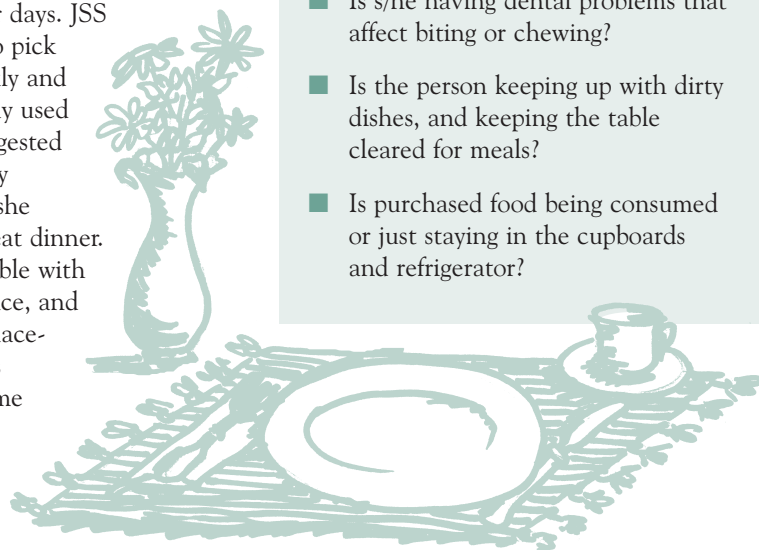 r days. JSS
o pick
ly and
y used
gested
y
she
eat dinner.
ble with
ce, and
lace-
me
Is s/he having dental problems that
affect biting or chewing?
Is the person keeping up with dirty
dishes, and keeping the table
cleared for meals?
Is purchased food being consumed
or just staying in the cupboards
and refrigerator?